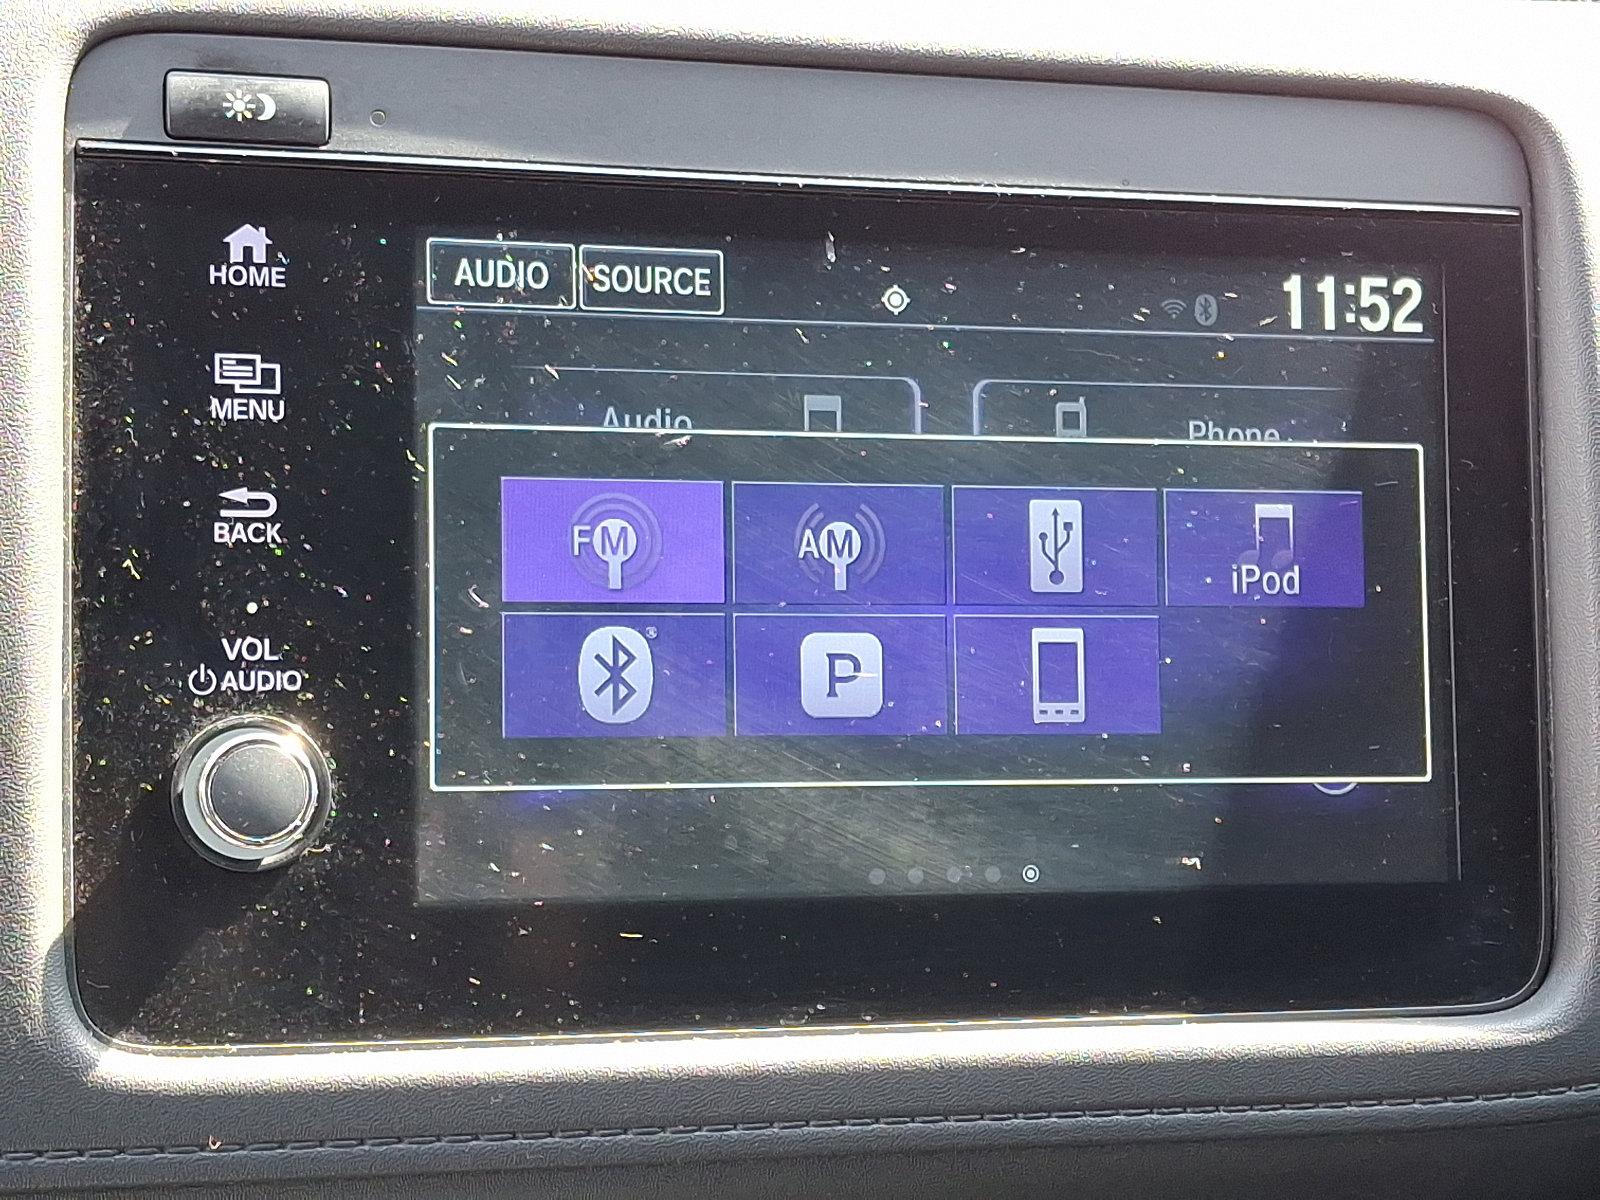 HOME
MENU
BACK
VOL
AUDIO
AUDIO SOURCE 11:52
Audio Phone
FM AM iPod
P